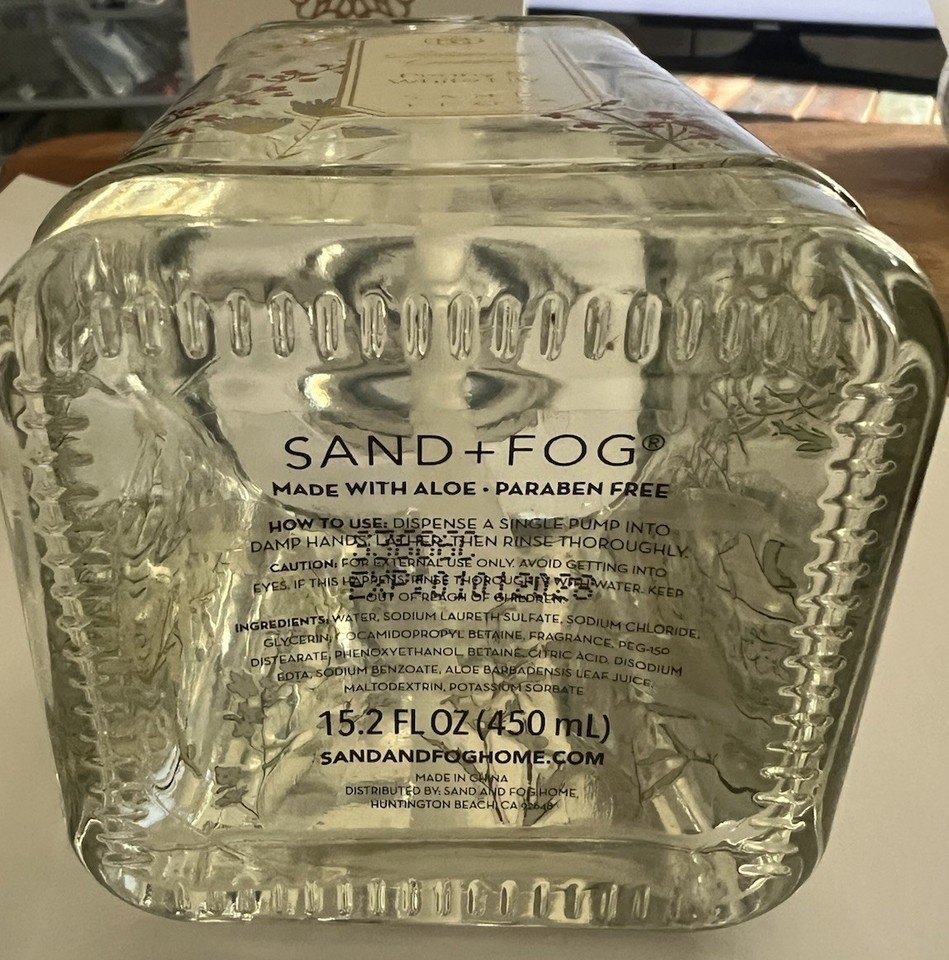 SAND+FOG®
MADE WITH ALOE • PARABEN FREE
HOW TO USE: DISPENSE A SINGLE PUMP INTO
DAMP HANDS, LATHER, THEN RINSE THOROUGHLY.
CAUTION: FOR EXTERNAL USE ONLY. AVOID GETTING INTO
EYES. IF THIS HAPPENS, RINSE THOROUGHLY WITH WATER. KEEP
OUT OF REACH OF CHILDREN.
INGREDIENTS: WATER, SODIUM LAURETH SULFATE, SODIUM CHLORIDE,
GLYCERIN, COCAMIDOPROPYL BETAINE, FRAGRANCE, PEG-150
DISTEARATE, PHENOXYETHANOL, BETAINE, CITRIC ACID, DISODIUM
EDTA, SODIUM BENZOATE, ALOE BARBADENSIS LEAF JUICE,
MALTODEXTRIN, POTASSIUM SORBATE
15.2 FL OZ (450 mL)
SANDANDFOGHOME.COM
MADE IN CHINA
DISTRIBUTED BY: SAND AND FOG HOME,
HUNTINGTON BEACH, CA 92648